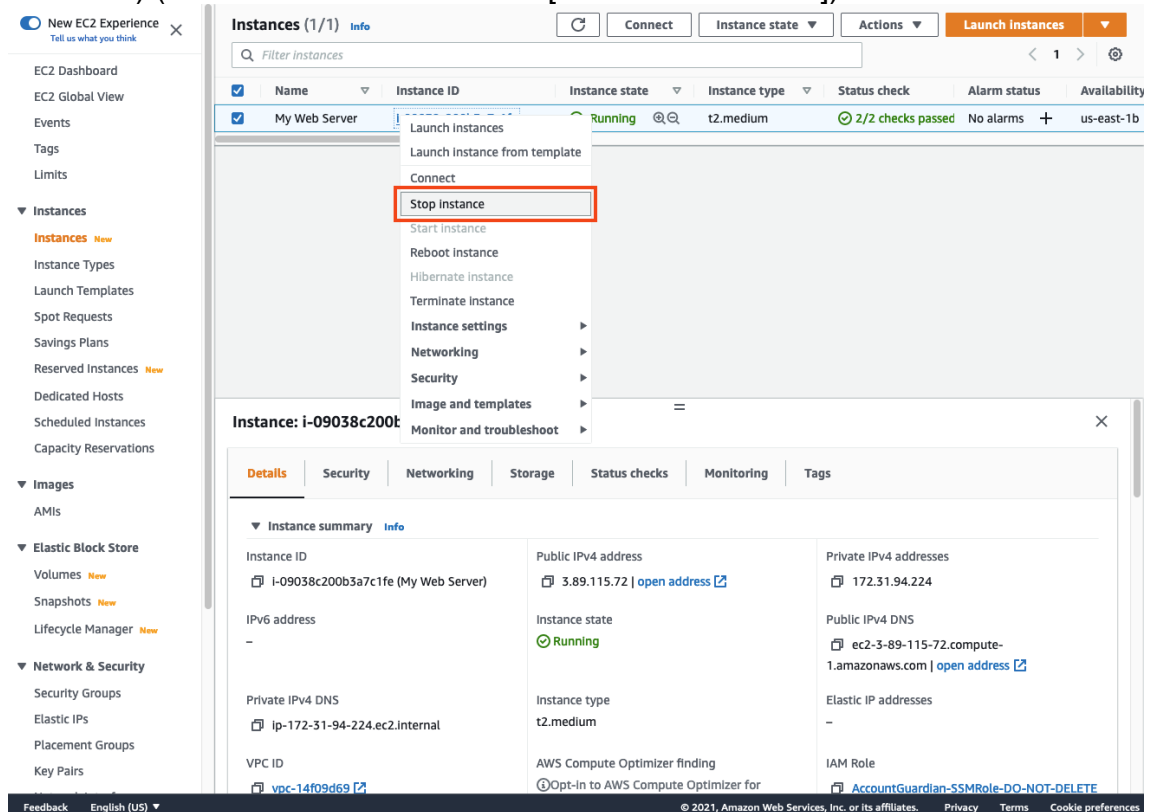 New EC2 Experience
Tell us what you think
EC2 Dashboard
EC2 Global View
Events
Tags
Limits
Instances
Instances New
Instance Types
Launch Templates
Spot Requests
Savings Plans
Reserved Instances New
Dedicated Hosts
Scheduled Instances
Capacity Reservations
Images
AMIs
Elastic Block Store
Volumes New
Snapshots New
Lifecycle Manager New
Network & Security
Security Groups
Elastic IPs
Placement Groups
Key Pairs
Instances (1/1) Info
Connect
Instance state
Actions
Launch instances
Filter instances
1
Name Instance ID Instance state Instance type Status check Alarm status Availability
My Web Server Running t2.medium 2/2 checks passed No alarms + us-east-1b
Launch instances
Launch instance from template
Connect
Stop instance
Start instance
Reboot instance
Hibernate instance
Terminate instance
Instance settings
Networking
Security
Image and templates
Monitor and troubleshoot
Instance: i-09038c200b
Details Security Networking Storage Status checks Monitoring Tags
Instance summary Info
Instance ID Public IPv4 address Private IPv4 addresses
i-09038c200b3a7c1fe (My Web Server) 3.89.115.72 | open address 172.31.94.224
IPv6 address Instance state Public IPv4 DNS
– Running ec2-3-89-115-72.compute-
1.amazonaws.com | open address
Private IPv4 DNS Instance type Elastic IP addresses
ip-172-31-94-224.ec2.internal t2.medium –
VPC ID AWS Compute Optimizer finding IAM Role
vpc-14f09d69 Opt-in to AWS Compute Optimizer for AccountGuardian-SSMRole-DO-NOT-DELETE
Feedback English (US) © 2021, Amazon Web Services, Inc. or its affiliates. Privacy Terms Cookie preferences